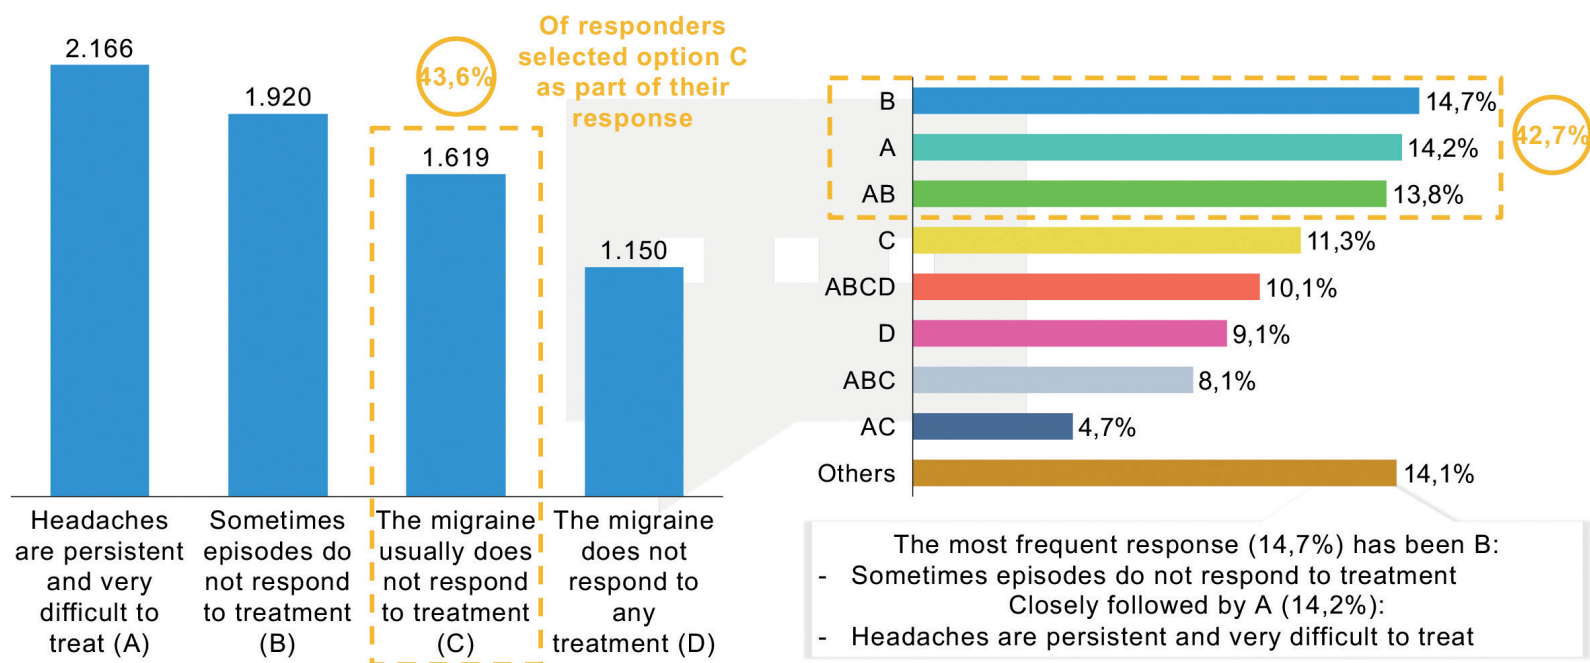 2.166
1.920
1.619
1.150
43,6%
Of responders
selected option C
as part of their
response
Headaches
are persistent
and very
difficult to
treat (A)
Sometimes
episodes do
not respond
to treatment
(B)
The migraine
usually does
not respond
to treatment
(C)
The migraine
does not
respond to
any
treatment (D)
B 14,7%
A 14,2%
AB 13,8%
42,7%
C 11,3%
ABCD 10,1%
D 9,1%
ABC 8,1%
AC 4,7%
Others 14,1%
The most frequent response (14,7%) has been B:
- Sometimes episodes do not respond to treatment
Closely followed by A (14,2%):
- Headaches are persistent and very difficult to treat